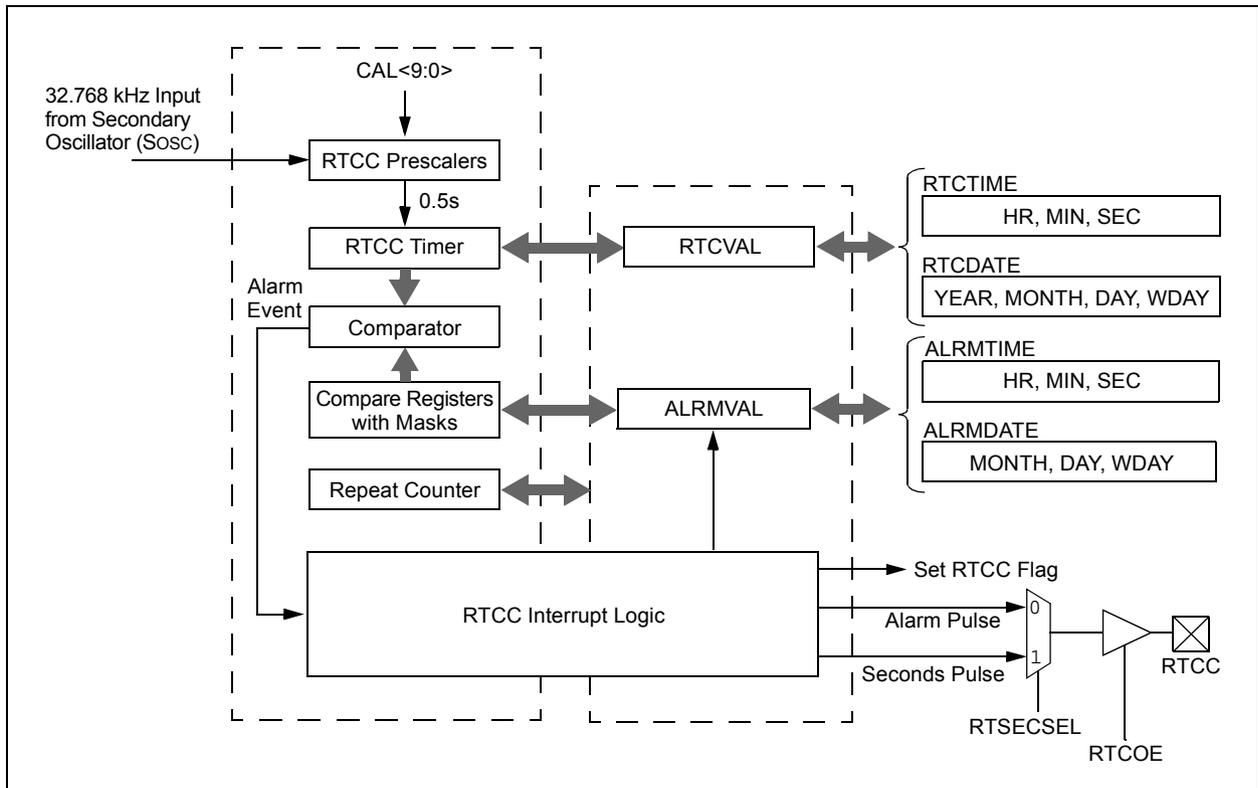 CAL<9:0>
32.768 kHz Input
from Secondary
Oscillator (SOSC)
RTCC Prescalers
0.5s
RTCC Timer
RTCVAL
RTCTIME
HR, MIN, SEC
RTCDATE
YEAR, MONTH, DAY, WDAY
Alarm
Event
Comparator
Compare Registers
with Masks
ALRMVAL
ALRMTIME
HR, MIN, SEC
ALRMDATE
MONTH, DAY, WDAY
Repeat Counter
RTCC Interrupt Logic
Set RTCC Flag
Alarm Pulse
0
Seconds Pulse
1
RTCC
RTSECSEL
RTCOE